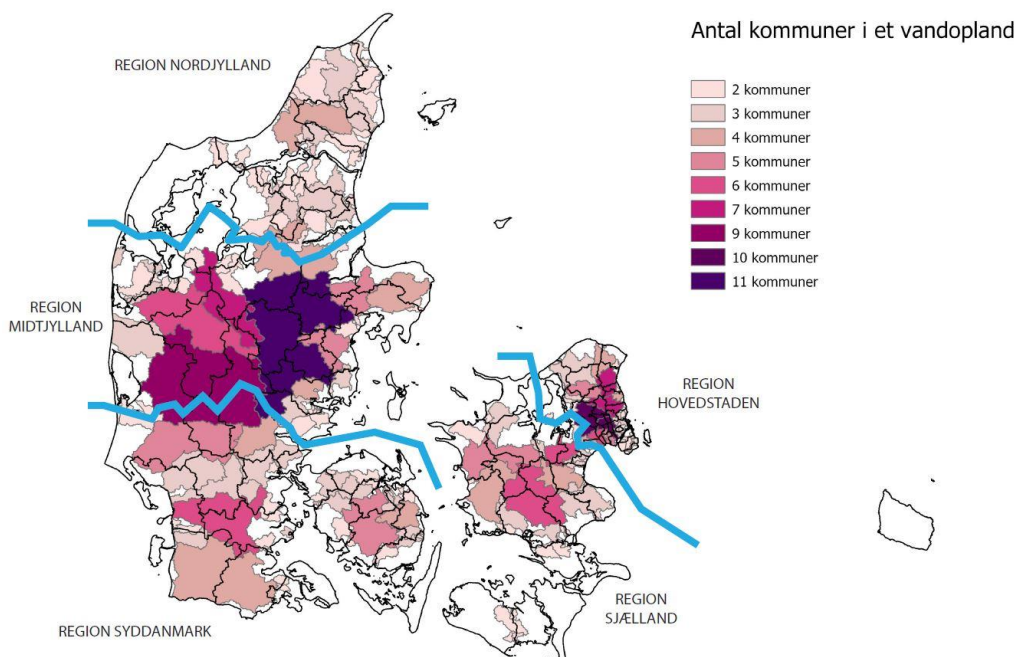 Antal kommuner i et vandopland
2 kommuner
3 kommuner
4 kommuner
5 kommuner
6 kommuner
7 kommuner
9 kommuner
10 kommuner
11 kommuner
REGION NORDJYLLAND
REGION
MIDTJYLLAND
REGION
HOVEDSTADEN
REGION
SJÆLLAND
REGION SYDDANMARK